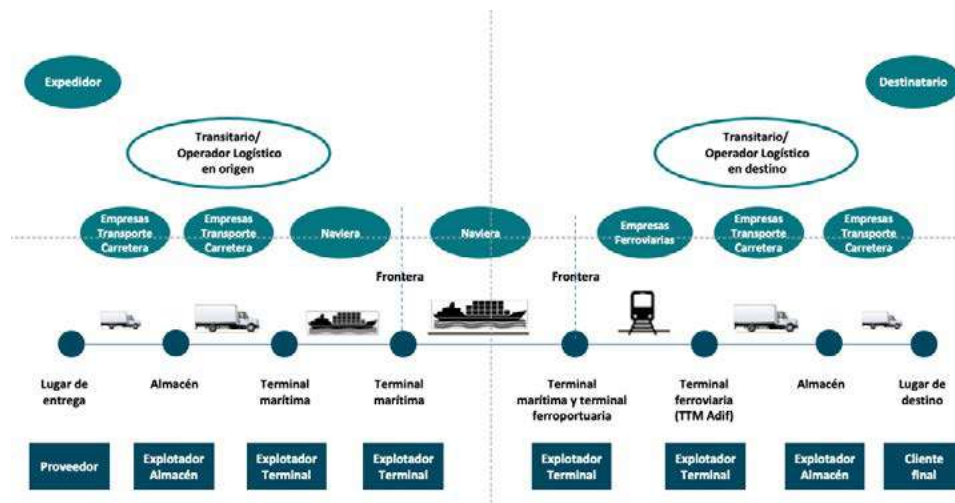 Expedidor
Destinatario
Transitario/
Operador Logístico
en origen
Transitario/
Operador Logístico
en destino
Empresas
Transporte
Carretera
Empresas
Transporte
Carretera
Naviera
Naviera
Empresas
Ferroviarias
Empresas
Transporte
Carretera
Empresas
Transporte
Carretera
Frontera
Frontera
Lugar de
entrega
Almacén
Terminal
marítima
Terminal
marítima
Terminal
marítima y terminal
ferroportuaria
Terminal
ferroviaria
(TTM Adif)
Almacén
Lugar de
destino
Proveedor
Explotador
Almacén
Explotador
Terminal
Explotador
Terminal
Explotador
Terminal
Explotador
Terminal
Explotador
Almacén
Cliente
final